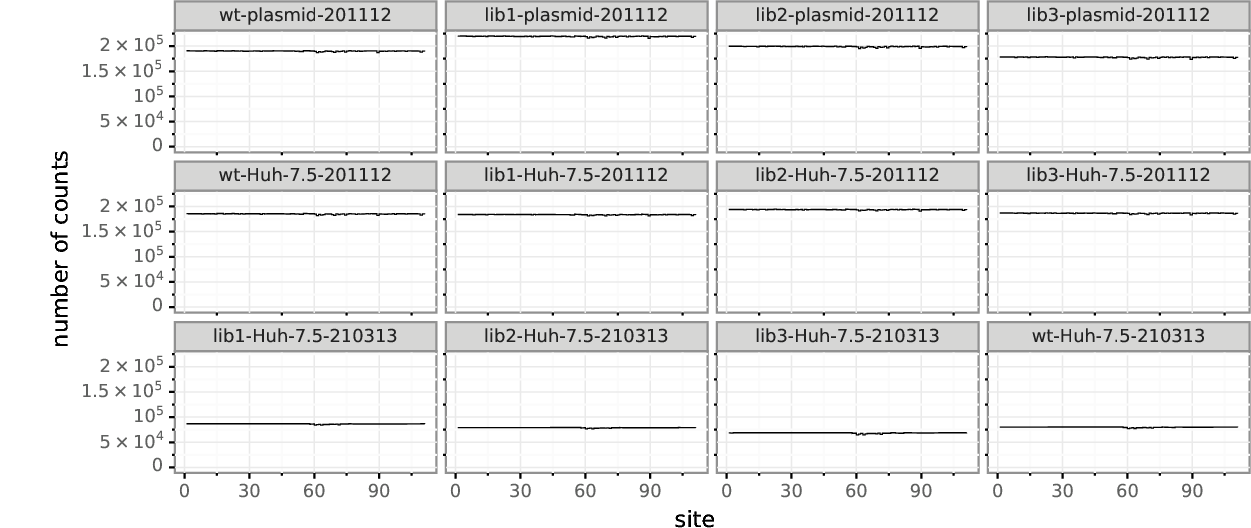 wt-plasmid-201112 lib1-plasmid-201112 lib2-plasmid-201112 lib3-plasmid-201112
2 × 10⁵
1.5 × 10⁵
10⁵
5 × 10⁴
0
wt-Huh-7.5-201112 lib1-Huh-7.5-201112 lib2-Huh-7.5-201112 lib3-Huh-7.5-201112
number of counts
2 × 10⁵
1.5 × 10⁵
10⁵
5 × 10⁴
0
lib1-Huh-7.5-210313 lib2-Huh-7.5-210313 lib3-Huh-7.5-210313 wt-Huh-7.5-210313
2 × 10⁵
1.5 × 10⁵
10⁵
5 × 10⁴
0
0 30 60 90 0 30 60 90 0 30 60 90 0 30 60 90
site